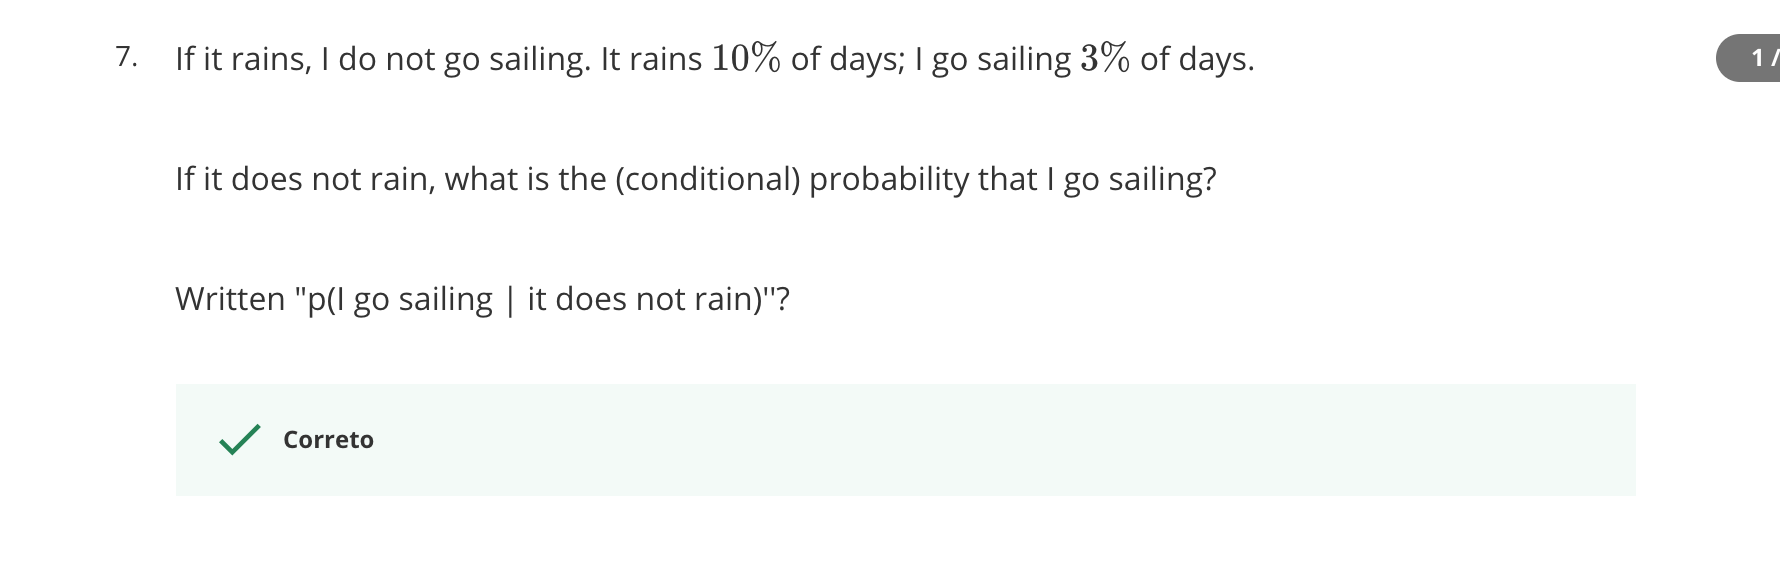 7. If it rains, I do not go sailing. It rains 10% of days; I go sailing 3% of days.
1 /
If it does not rain, what is the (conditional) probability that I go sailing?
Written "p(I go sailing | it does not rain)''?
Correto